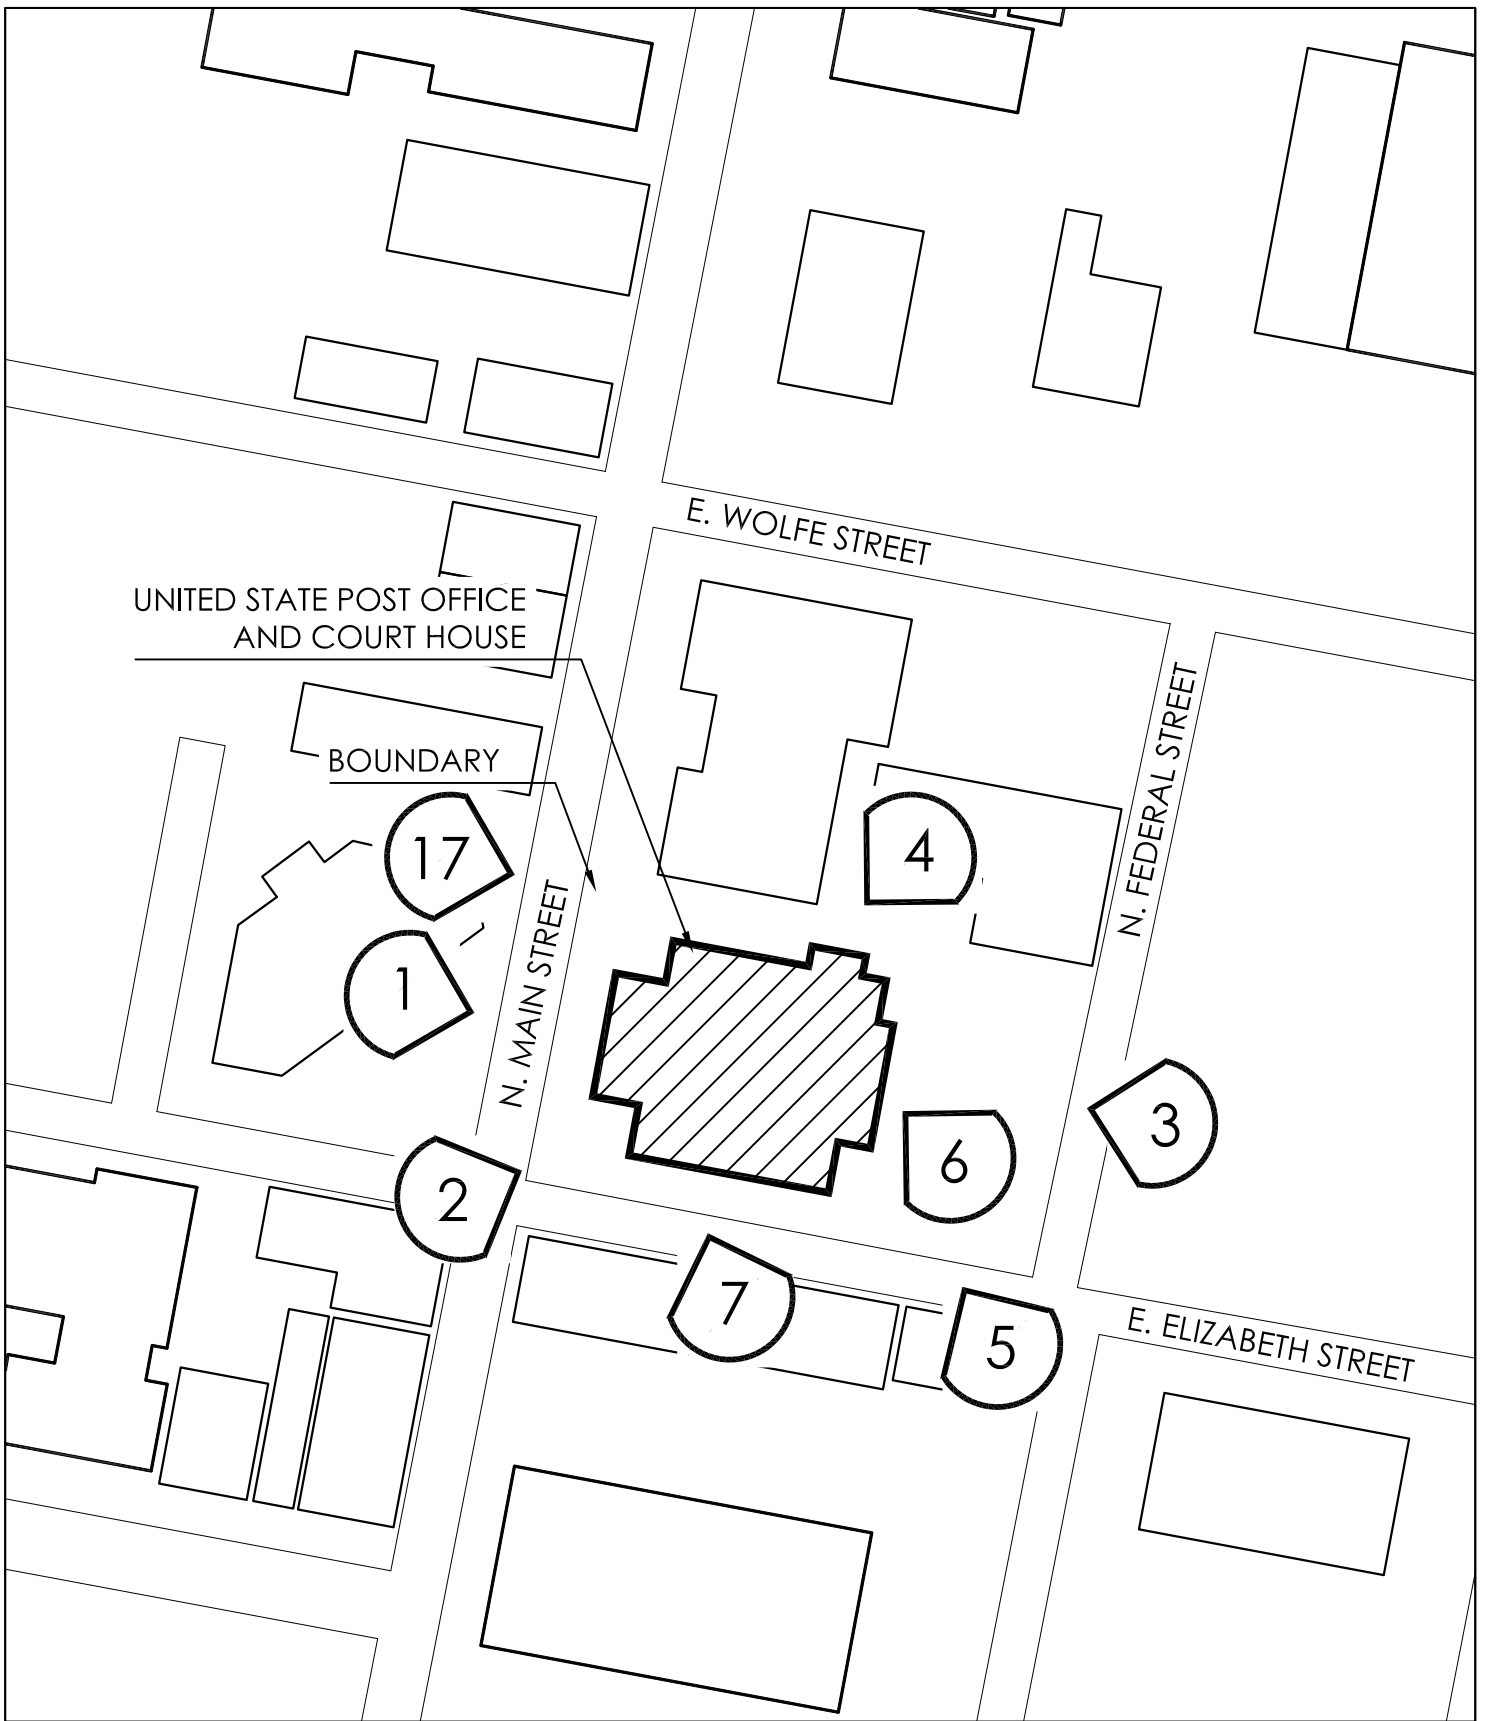 E. WOLFE STREET
UNITED STATE POST OFFICE
AND COURT HOUSE
N. FEDERAL STREET
BOUNDARY
17
4
N. MAIN STREET
1
3
6
2
7
5
E. ELIZABETH STREET